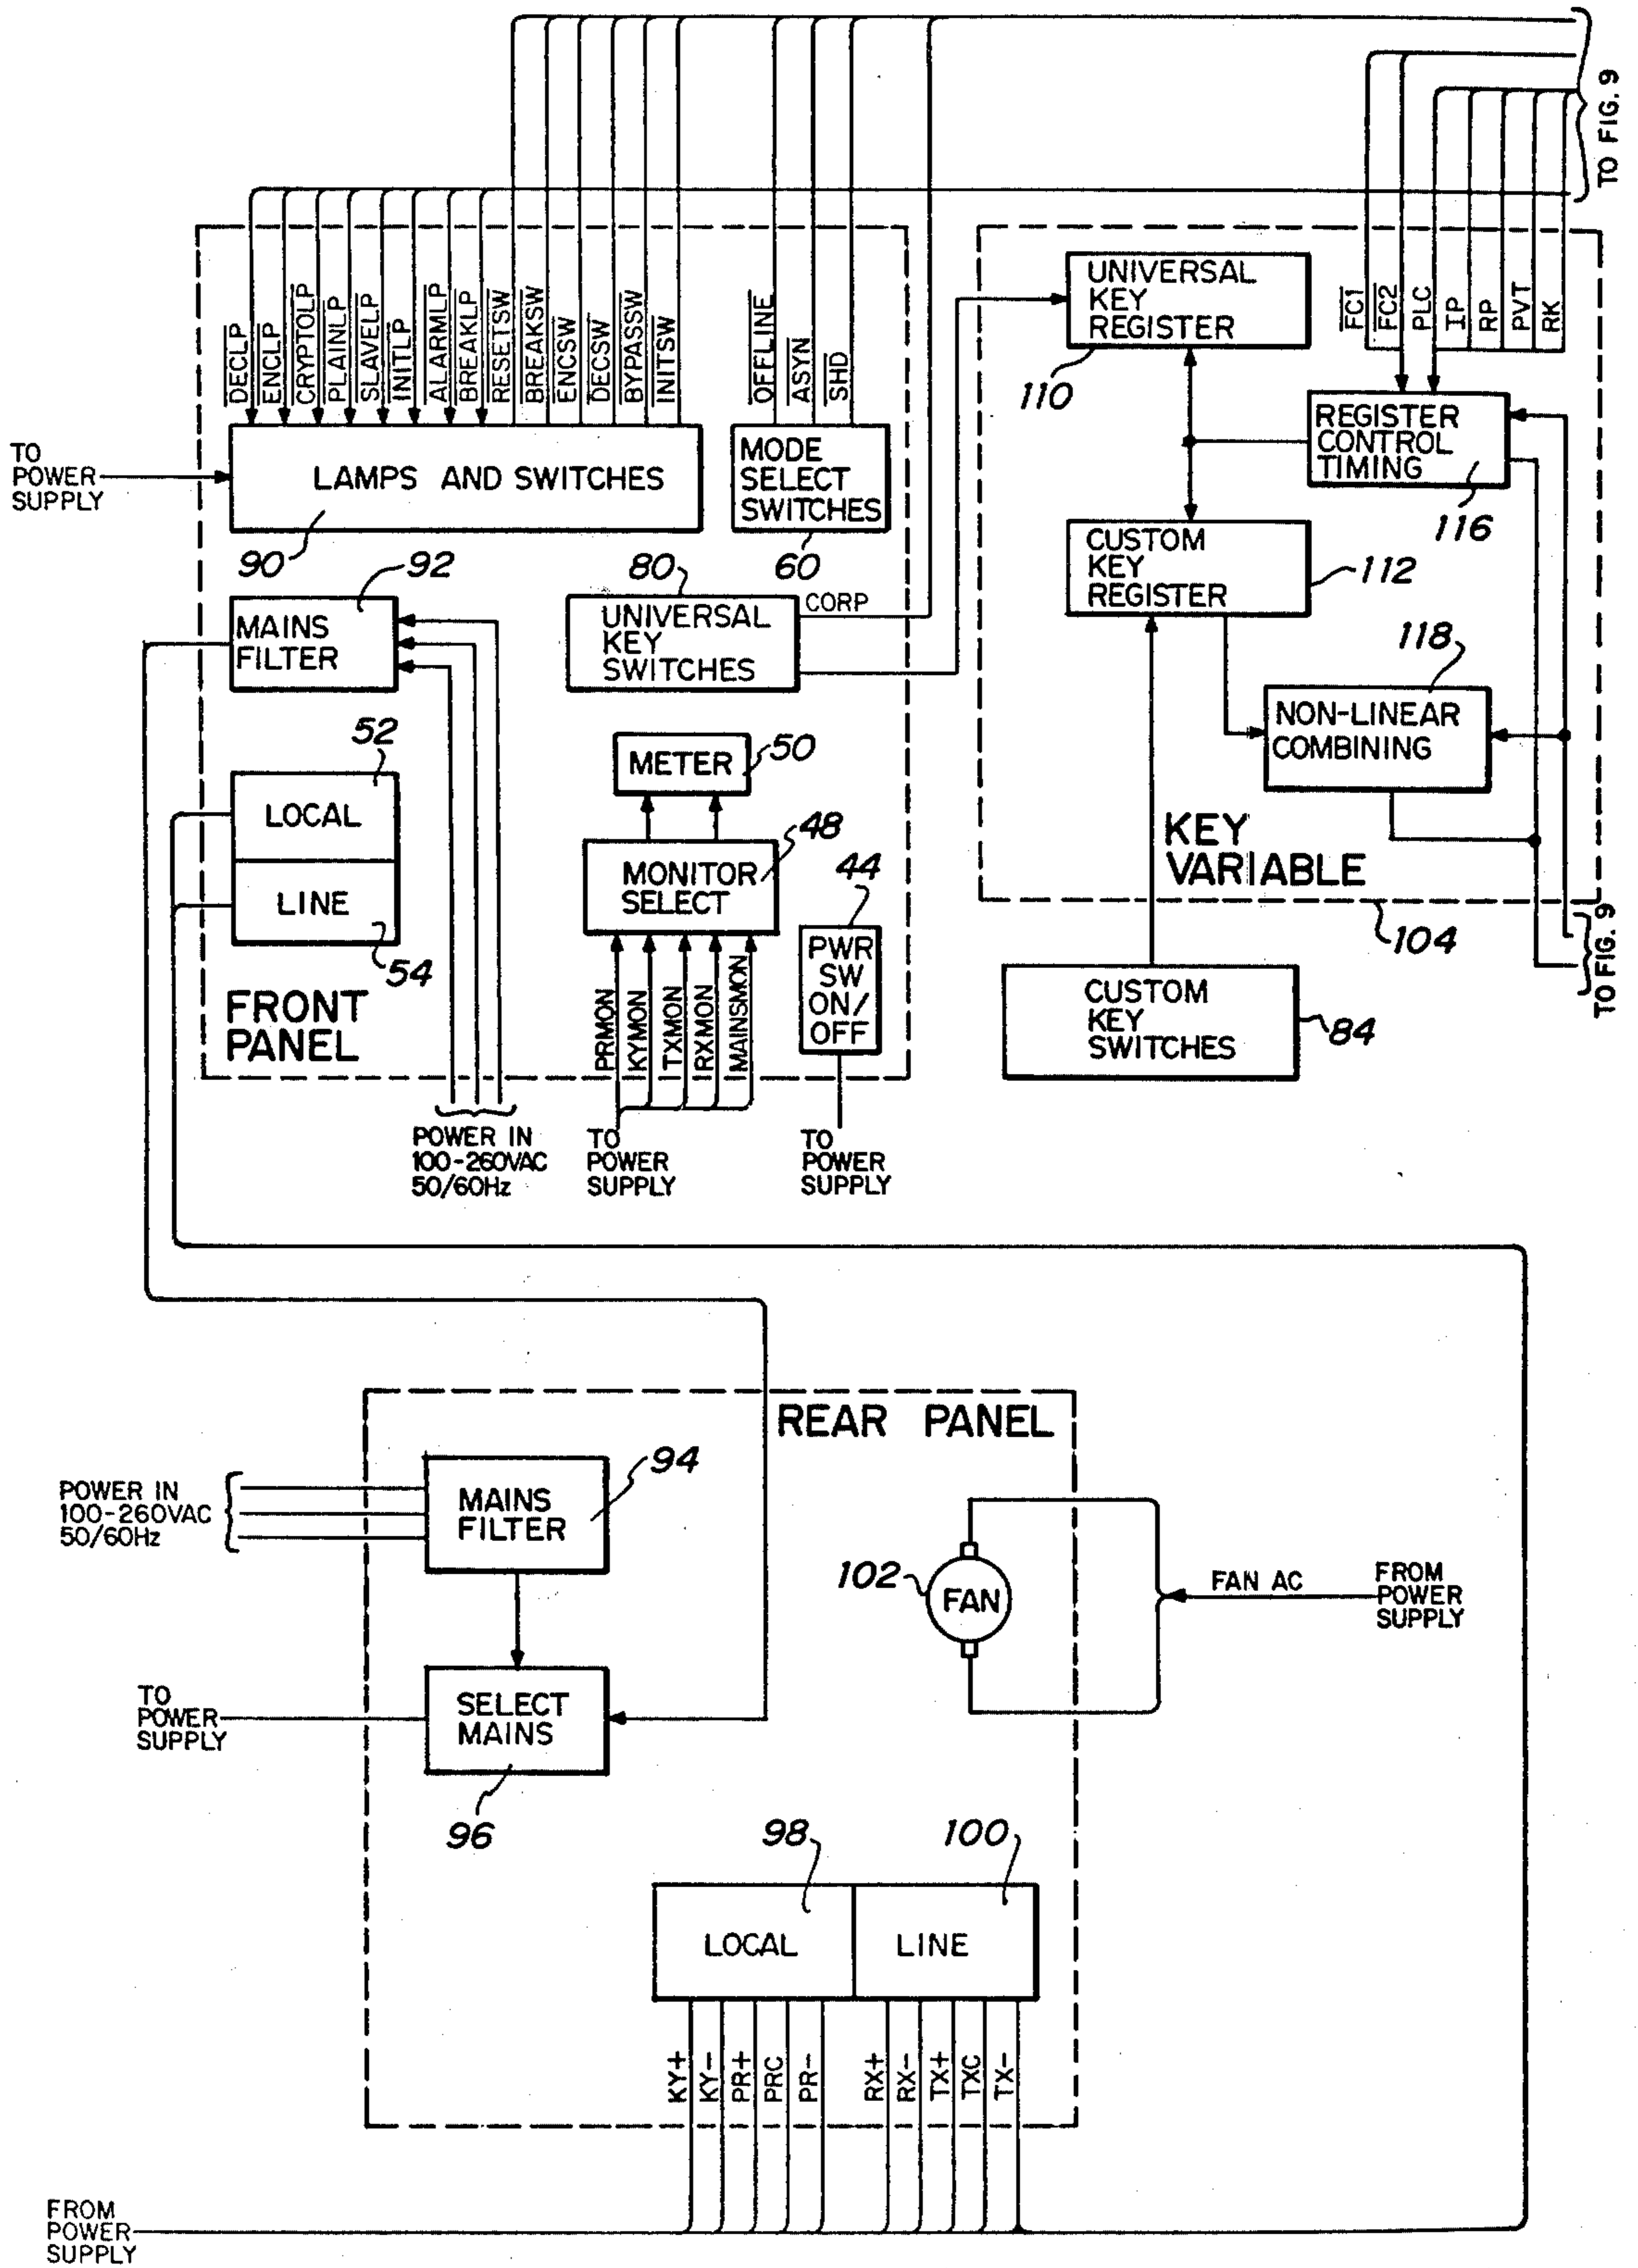 TO FIG. 9
DECLP
ENCLP
CRYPTOLP
PLAINLP
SLAVELP
INITLP
ALARMLP
BREAKLP
RESETSW
BREAKSW
ENCSW
DECSW
BYPASSW
INITSW
OFFLINE
ASYN
SHD
FC1
FC2
PLC
IP
RP
PVT
RK
UNIVERSAL
KEY
REGISTER
110
REGISTER
CONTROL
TIMING
116
TO
POWER
SUPPLY
LAMPS AND SWITCHES
90
MODE
SELECT
SWITCHES
60
CUSTOM
KEY
REGISTER
112
92
MAINS
FILTER
80
UNIVERSAL
KEY
SWITCHES
CORP
118
NON-LINEAR
COMBINING
52
LOCAL
LINE
54
METER
50
MONITOR
SELECT
48
44
PWR
SW
ON/
OFF
KEY
VARIABLE
104
TO FIG. 9
FRONT
PANEL
PRMON
KYMON
TXMON
RXMON
MAINSMON
CUSTOM
KEY
SWITCHES
84
POWER IN
100-260VAC
50/60Hz
TO
POWER
SUPPLY
TO
POWER
SUPPLY
REAR PANEL
POWER IN
100-260VAC
50/60Hz
MAINS
FILTER
94
102
FAN
FAN AC
FROM
POWER
SUPPLY
TO
POWER
SUPPLY
SELECT
MAINS
96
98
100
LOCAL
LINE
KY+
KY-
PR+
PRC
PR-
RX+
RX-
TX+
TXC
TX-
FROM
POWER
SUPPLY